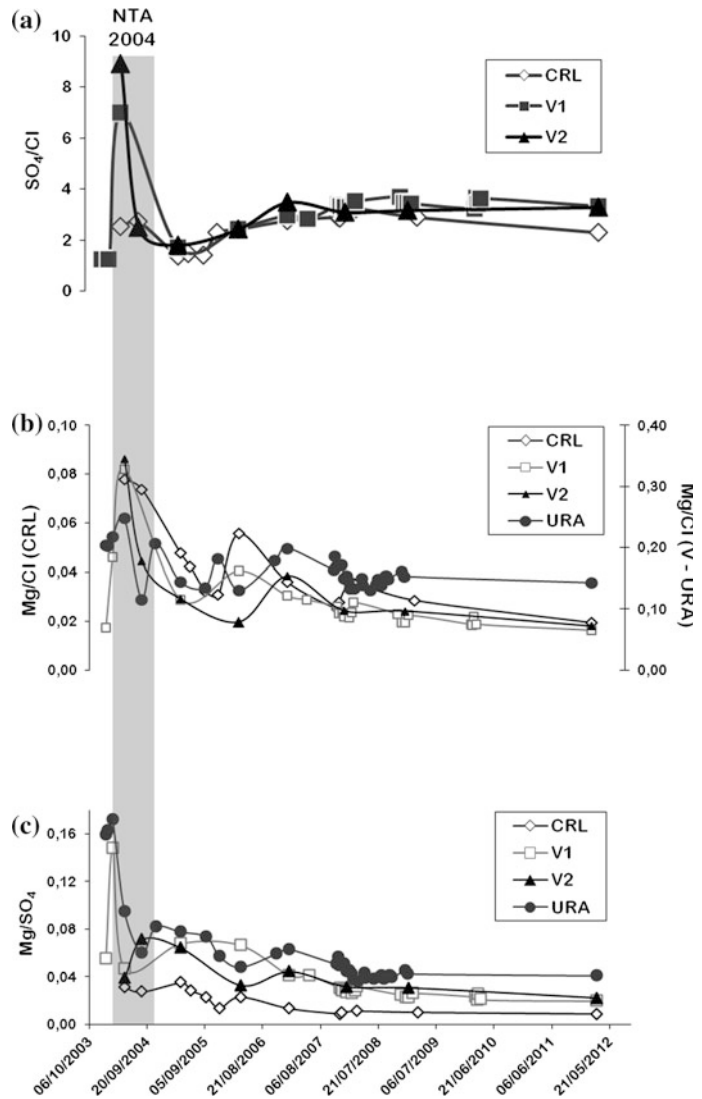 (a)
NTA
2004
10
8
6
4
2
0
SO₄/Cl
CRL
V1
V2
(b)
0,10
0,08
0,06
0,04
0,02
0,00
Mg/Cl (CRL)
0,40
0,30
0,20
0,10
0,00
Mg/Cl (V - URA)
CRL
V1
V2
URA
(c)
0,16
0,12
0,08
0,04
0,00
Mg/SO₄
CRL
V1
V2
URA
06/10/2003
20/09/2004
05/09/2005
21/08/2006
06/08/2007
21/07/2008
06/07/2009
21/06/2010
06/06/2011
21/05/2012